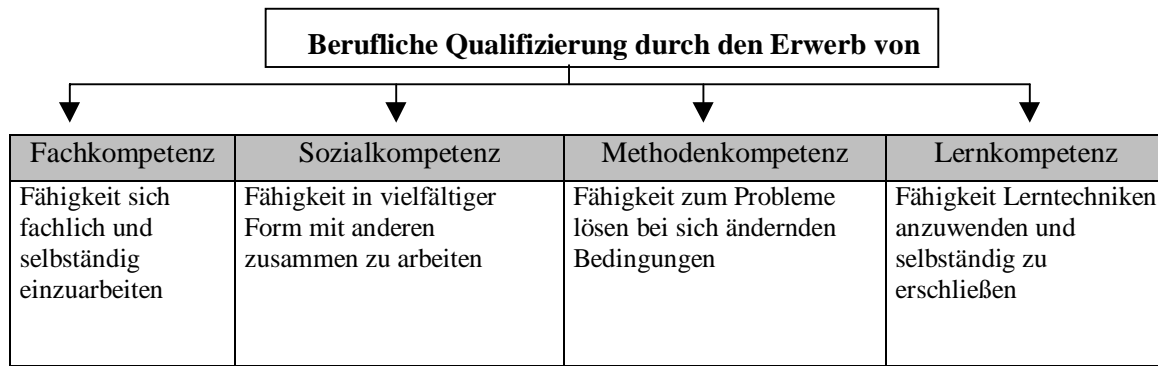 Berufliche Qualifizierung durch den Erwerb von
Fachkompetenz
Sozialkompetenz
Methodenkompetenz
Lernkompetenz
Fähigkeit sich
fachlich und
selbständig
einzuarbeiten
Fähigkeit in vielfältiger
Form mit anderen
zusammen zu arbeiten
Fähigkeit zum Probleme
lösen bei sich ändernden
Bedingungen
Fähigkeit Lerntechniken
anzuwenden und
selbständig zu
erschließen